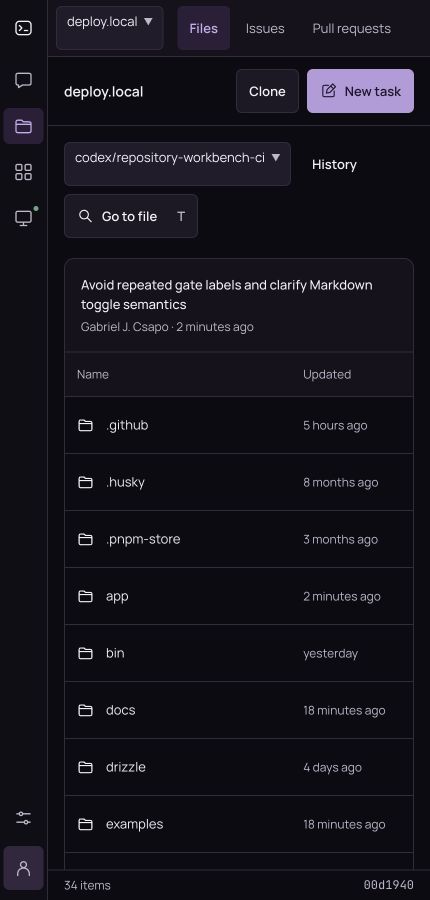 deploy.local
Files
Issues
Pull requests
deploy.local
Clone
New task
codex/repository-workbench-ci
History
Go to file
T
Avoid repeated gate labels and clarify Markdown
toggle semantics
Gabriel J. Csapo · 2 minutes ago
Name
Updated
.github
5 hours ago
.husky
8 months ago
.pnpm-store
3 months ago
app
2 minutes ago
bin
yesterday
docs
18 minutes ago
drizzle
4 days ago
examples
18 minutes ago
34 items
00d1940